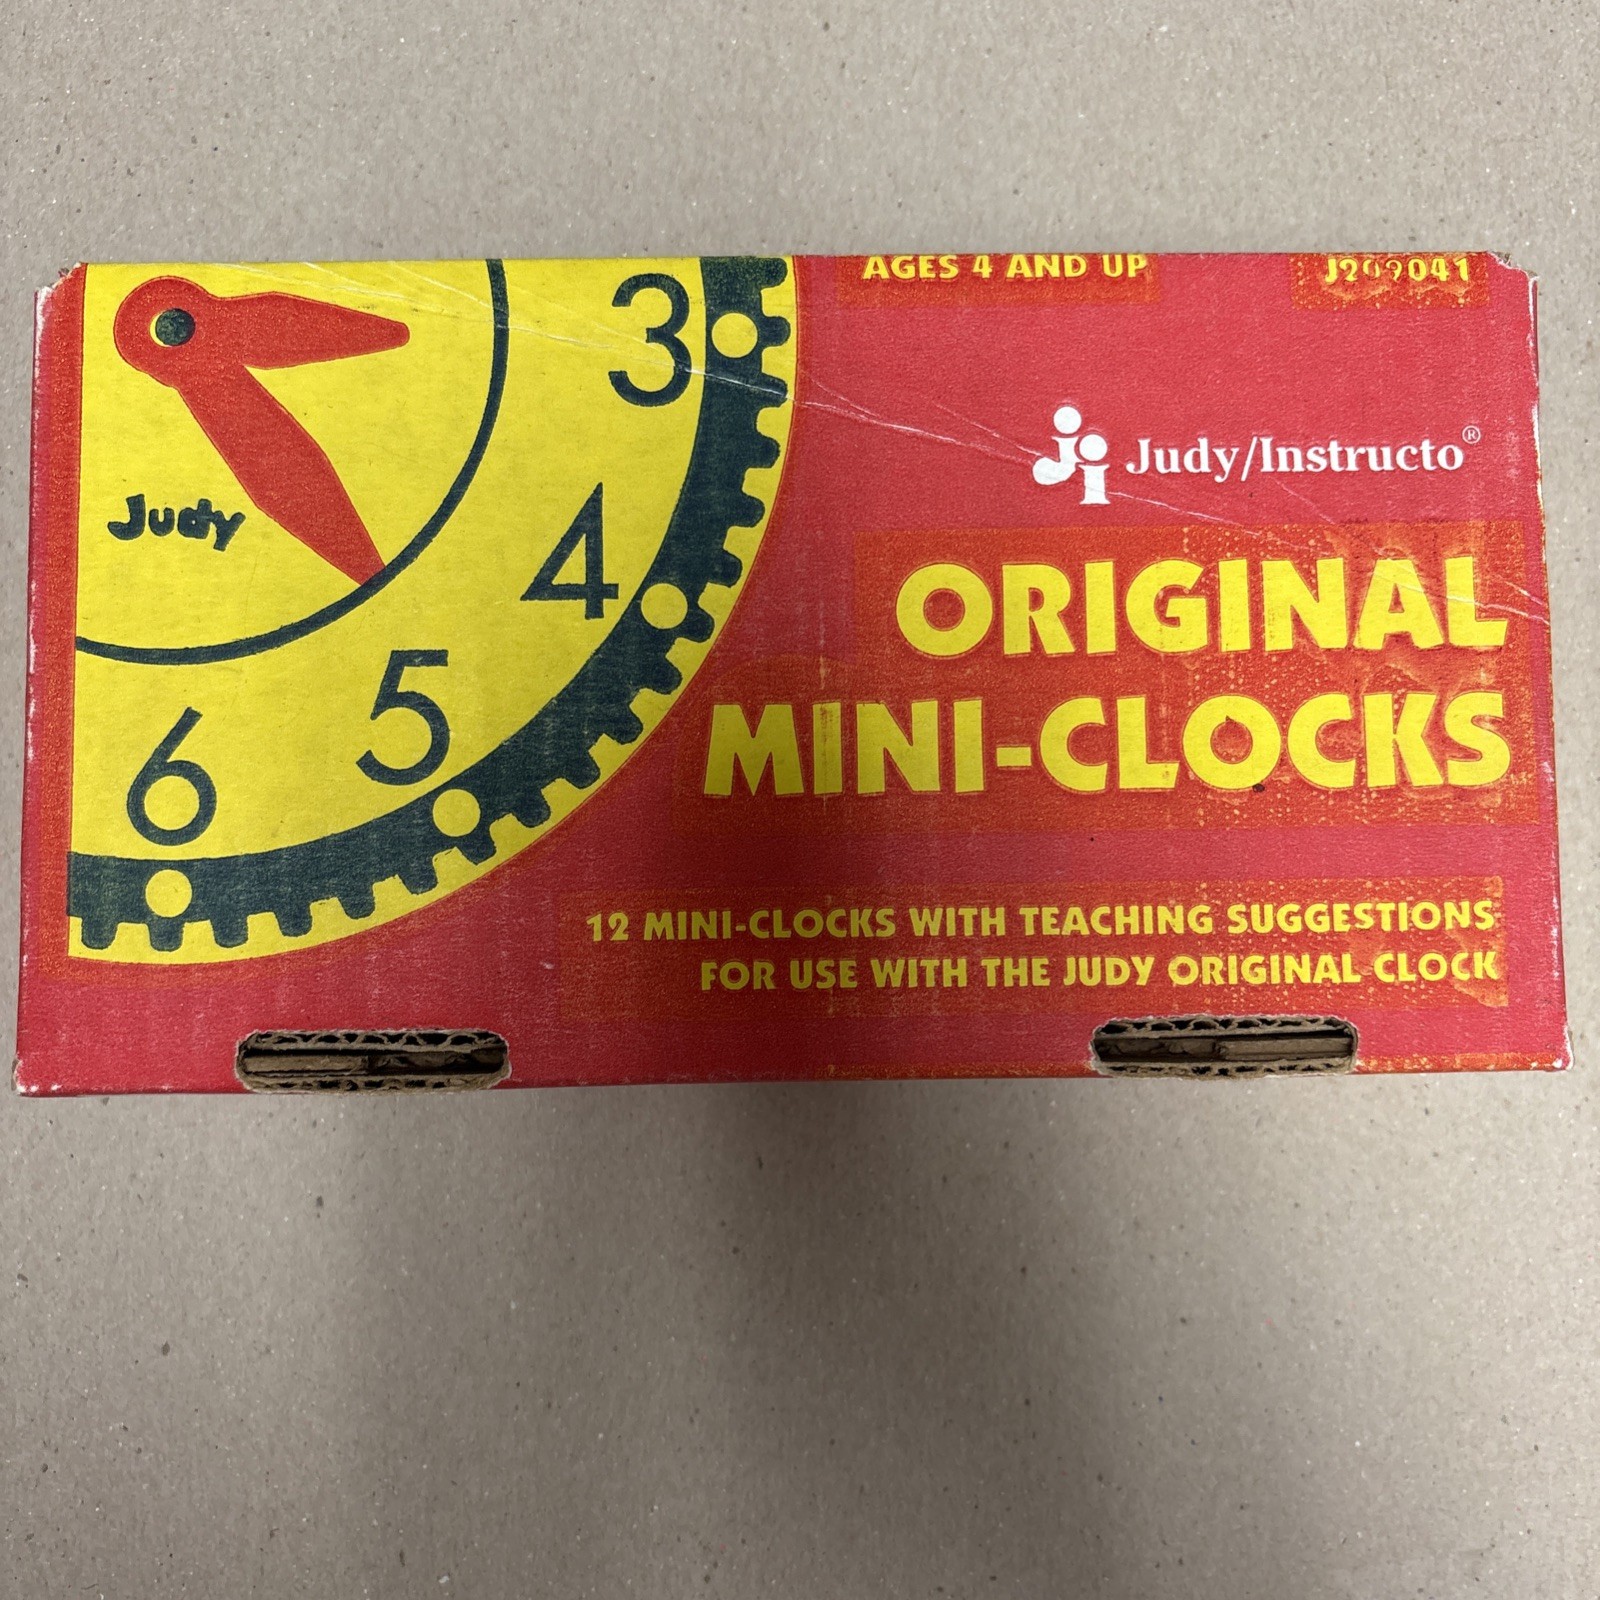 AGES 4 AND UP
J209041
3
4
5
6
Judy
Judy/Instructo®
ORIGINAL
MINI-CLOCKS
12 MINI-CLOCKS WITH TEACHING SUGGESTIONS
FOR USE WITH THE JUDY ORIGINAL CLOCK